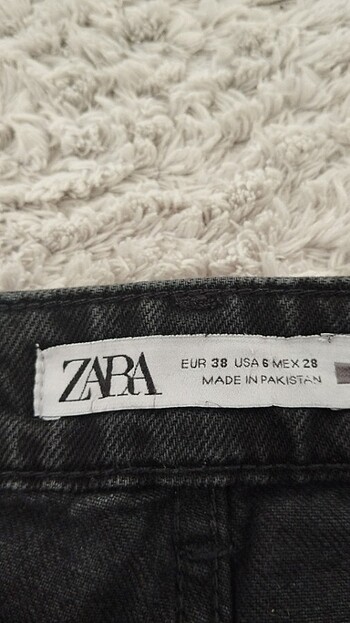 ZARA
EUR 38 USA 6 MEX 28
MADE IN PAKISTAN